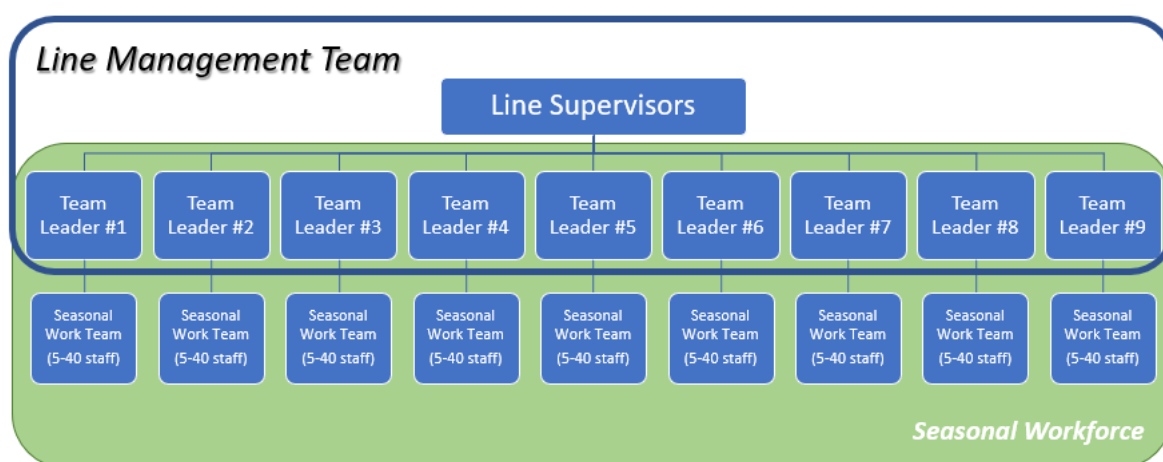 Line Management Team
Line Supervisors
Team
Leader #1
Team
Leader #2
Team
Leader #3
Team
Leader #4
Team
Leader #5
Team
Leader #6
Team
Leader #7
Team
Leader #8
Team
Leader #9
Seasonal
Work Team
(5-40 staff)
Seasonal
Work Team
(5-40 staff)
Seasonal
Work Team
(5-40 staff)
Seasonal
Work Team
(5-40 staff)
Seasonal
Work Team
(5-40 staff)
Seasonal
Work Team
(5-40 staff)
Seasonal
Work Team
(5-40 staff)
Seasonal
Work Team
(5-40 staff)
Seasonal
Work Team
(5-40 staff)
Seasonal Workforce